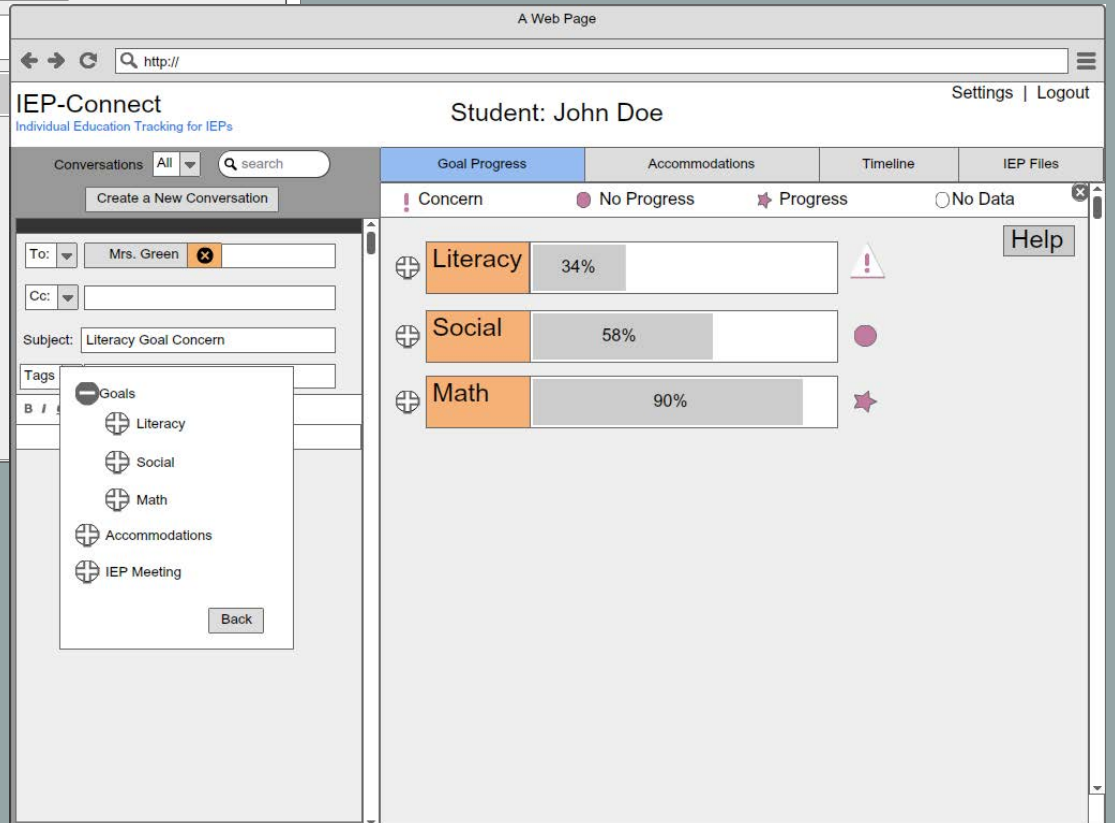 A Web Page
http://
IEP-Connect
Individual Education Tracking for IEPs
Student: John Doe
Settings | Logout
Conversations All search
Create a New Conversation
To: Mrs. Green
Cc:
Subject: Literacy Goal Concern
Tags
B I
Goals
Literacy
Social
Math
Accommodations
IEP Meeting
Back
Goal Progress Accommodations Timeline IEP Files
! Concern No Progress Progress No Data
Help
Literacy 34% !
Social 58%
Math 90%